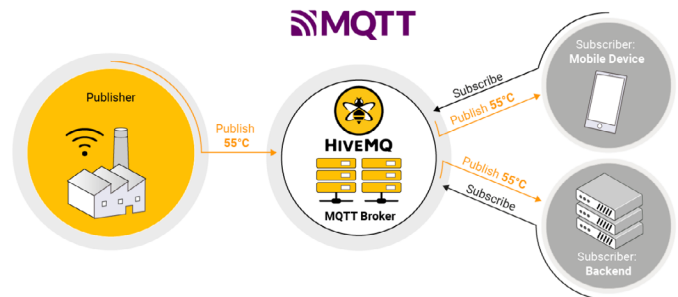 MQTT
Publisher
Publish
55°C
HIVEMQ
MQTT Broker
Subscribe
Publish 55°C
Publish 55°C
Subscribe
Subscriber:
Mobile Device
Subscriber:
Backend